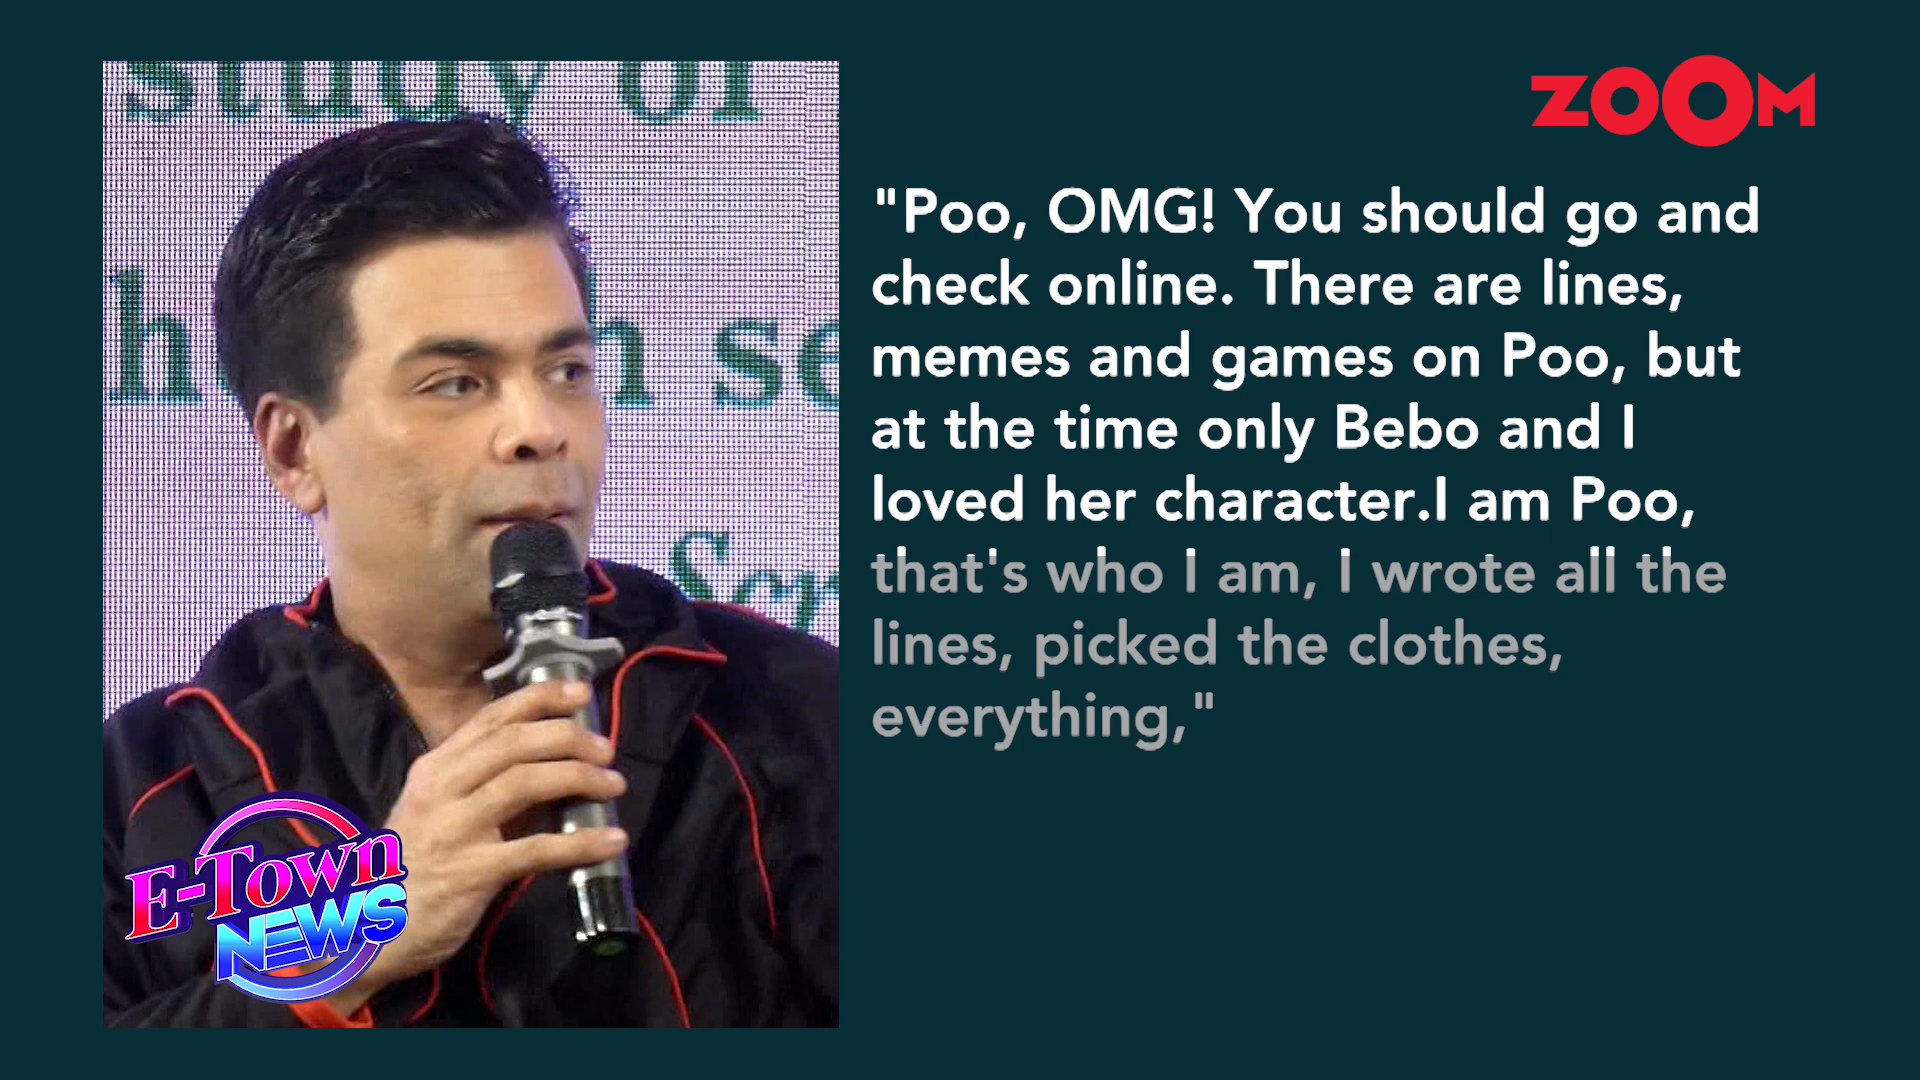 study of
ZOOM
"Poo, OMG! You should go and
check online. There are lines,
memes and games on Poo, but
at the time only Bebo and I
loved her character.I am Poo,
that's who I am, I wrote all the
lines, picked the clothes,
everything,"
E-Town
NEWS